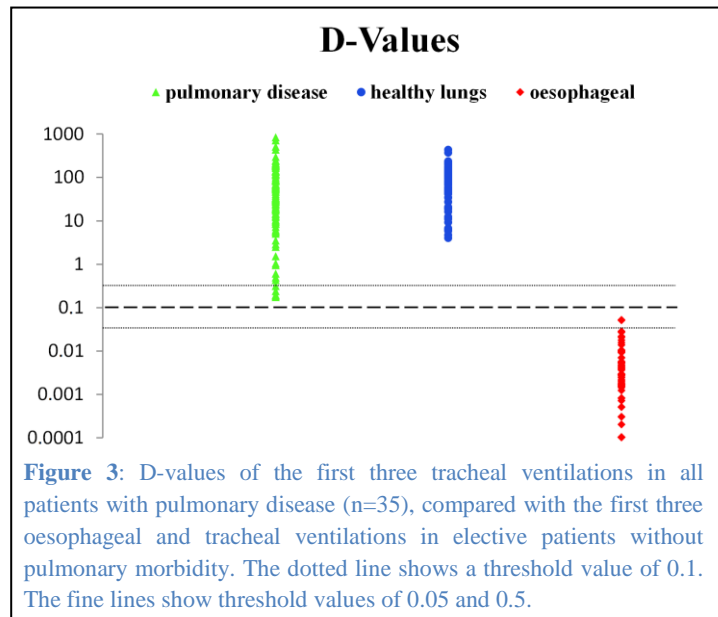 D-Values
pulmonary disease healthy lungs oesophageal
1000
100
10
1
0.1
0.01
0.001
0.0001
Figure 3: D-values of the first three tracheal ventilations in all
patients with pulmonary disease (n=35), compared with the first three
oesophageal and tracheal ventilations in elective patients without
pulmonary morbidity. The dotted line shows a threshold value of 0.1.
The fine lines show threshold values of 0.05 and 0.5.